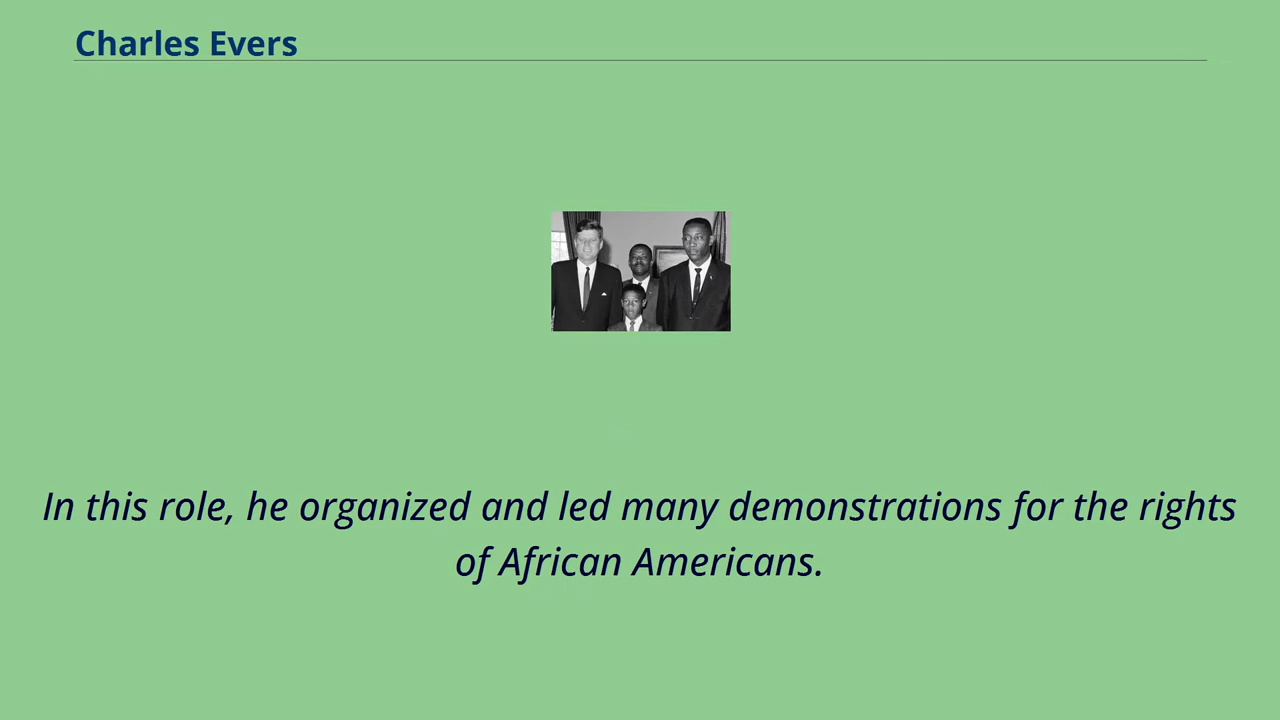 Charles Evers
In this role, he organized and led many demonstrations for the rights
of African Americans.